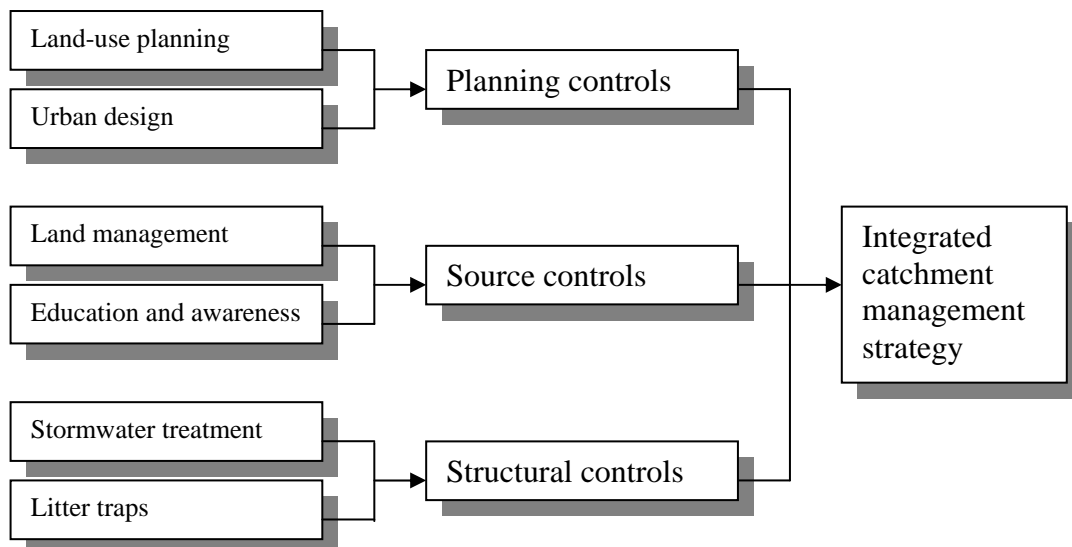 Land-use planning
Urban design
Planning controls
Land management
Education and awareness
Source controls
Stormwater treatment
Litter traps
Structural controls
Integrated
catchment
management
strategy